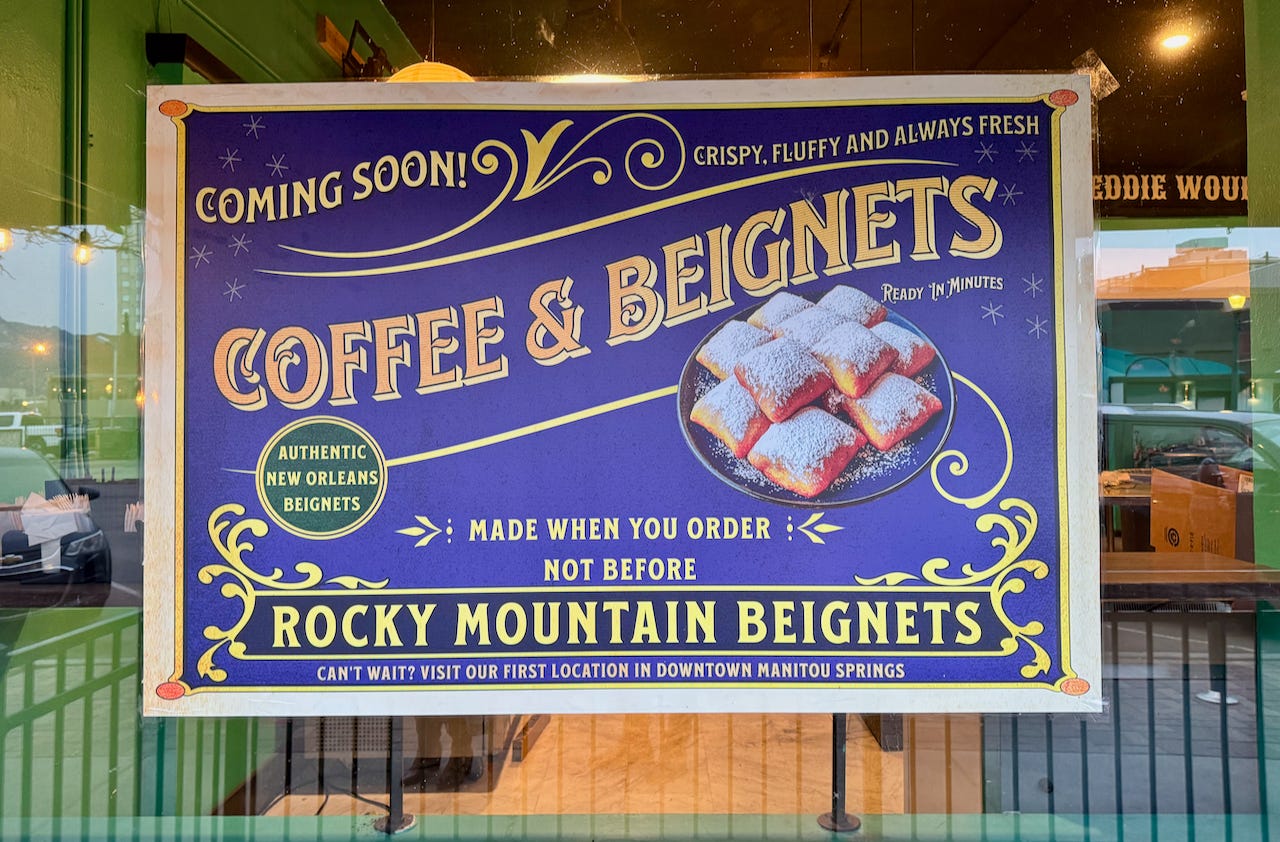 COMING SOON!
CRISPY, FLUFFY AND ALWAYS FRESH
COFFEE & BEIGNETS
READY IN MINUTES
AUTHENTIC
NEW ORLEANS
BEIGNETS
MADE WHEN YOU ORDER
NOT BEFORE
ROCKY MOUNTAIN BEIGNETS
CAN'T WAIT? VISIT OUR FIRST LOCATION IN DOWNTOWN MANITOU SPRINGS
EDDIE